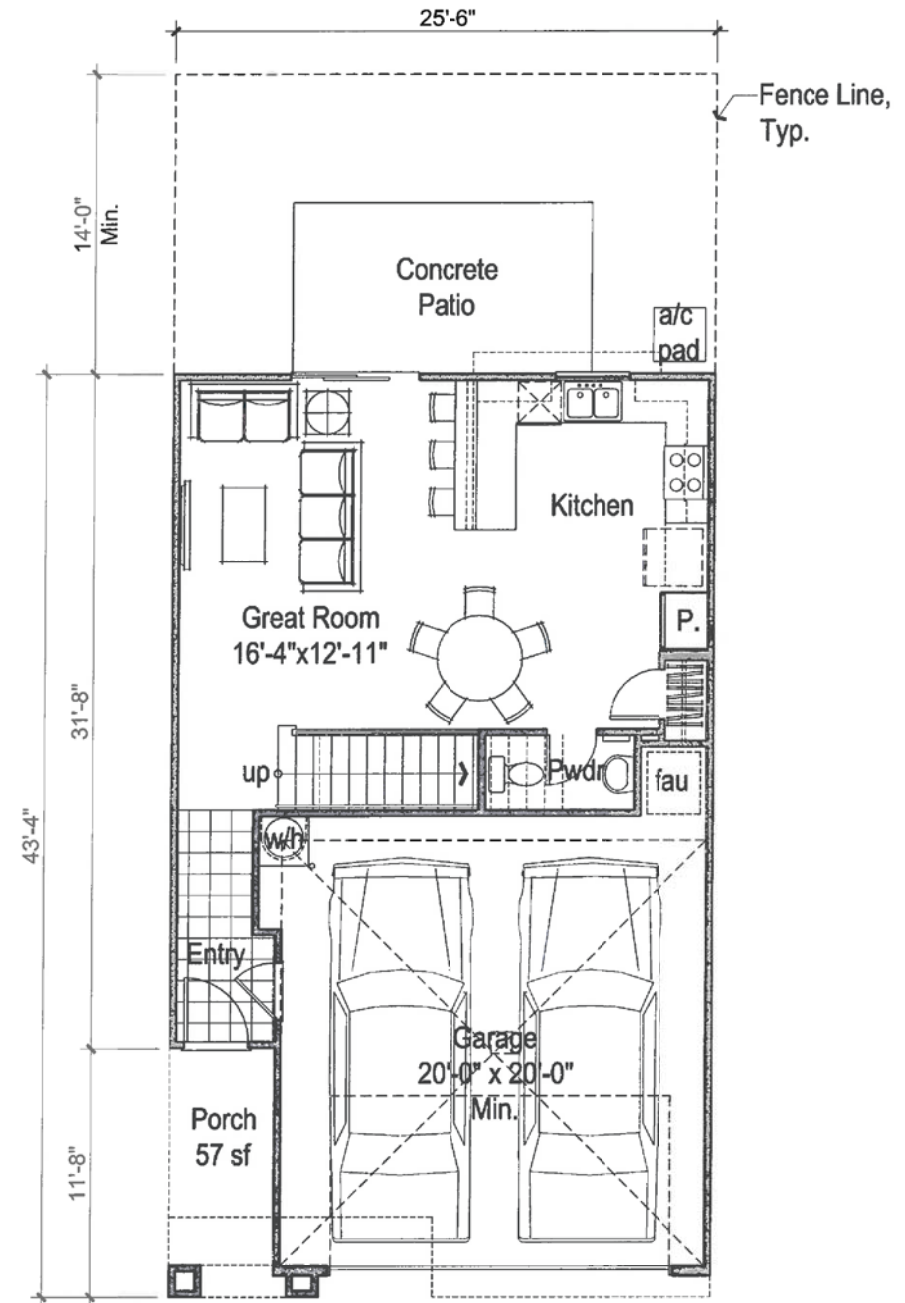 25'-6"
Fence Line,
Typ.
14'-0"
Min.
Concrete
Patio
a/c
pad
Kitchen
Great Room
16'-4"x12'-11"
P.
31'-8"
43'-4"
up
Pwdr
fau
w/h
Entry
Garage
20'-0" x 20'-0"
Min.
Porch
57 sf
11'-8"